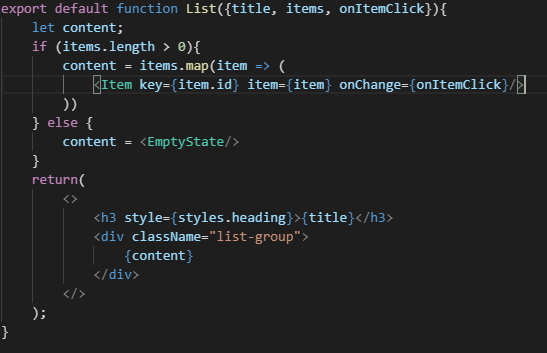 export default function List({title, items, onItemClick}){
    let content;
    if (items.length > 0){
        content = items.map(item => (
            <Item key={item.id} item={item} onChange={onItemClick}/>
        ))
    } else {
        content = <EmptyState/>
    }
    return(
        <>
            <h3 style={styles.heading}>{title}</h3>
            <div className="list-group">
                {content}
            </div>
        </>
    );
}